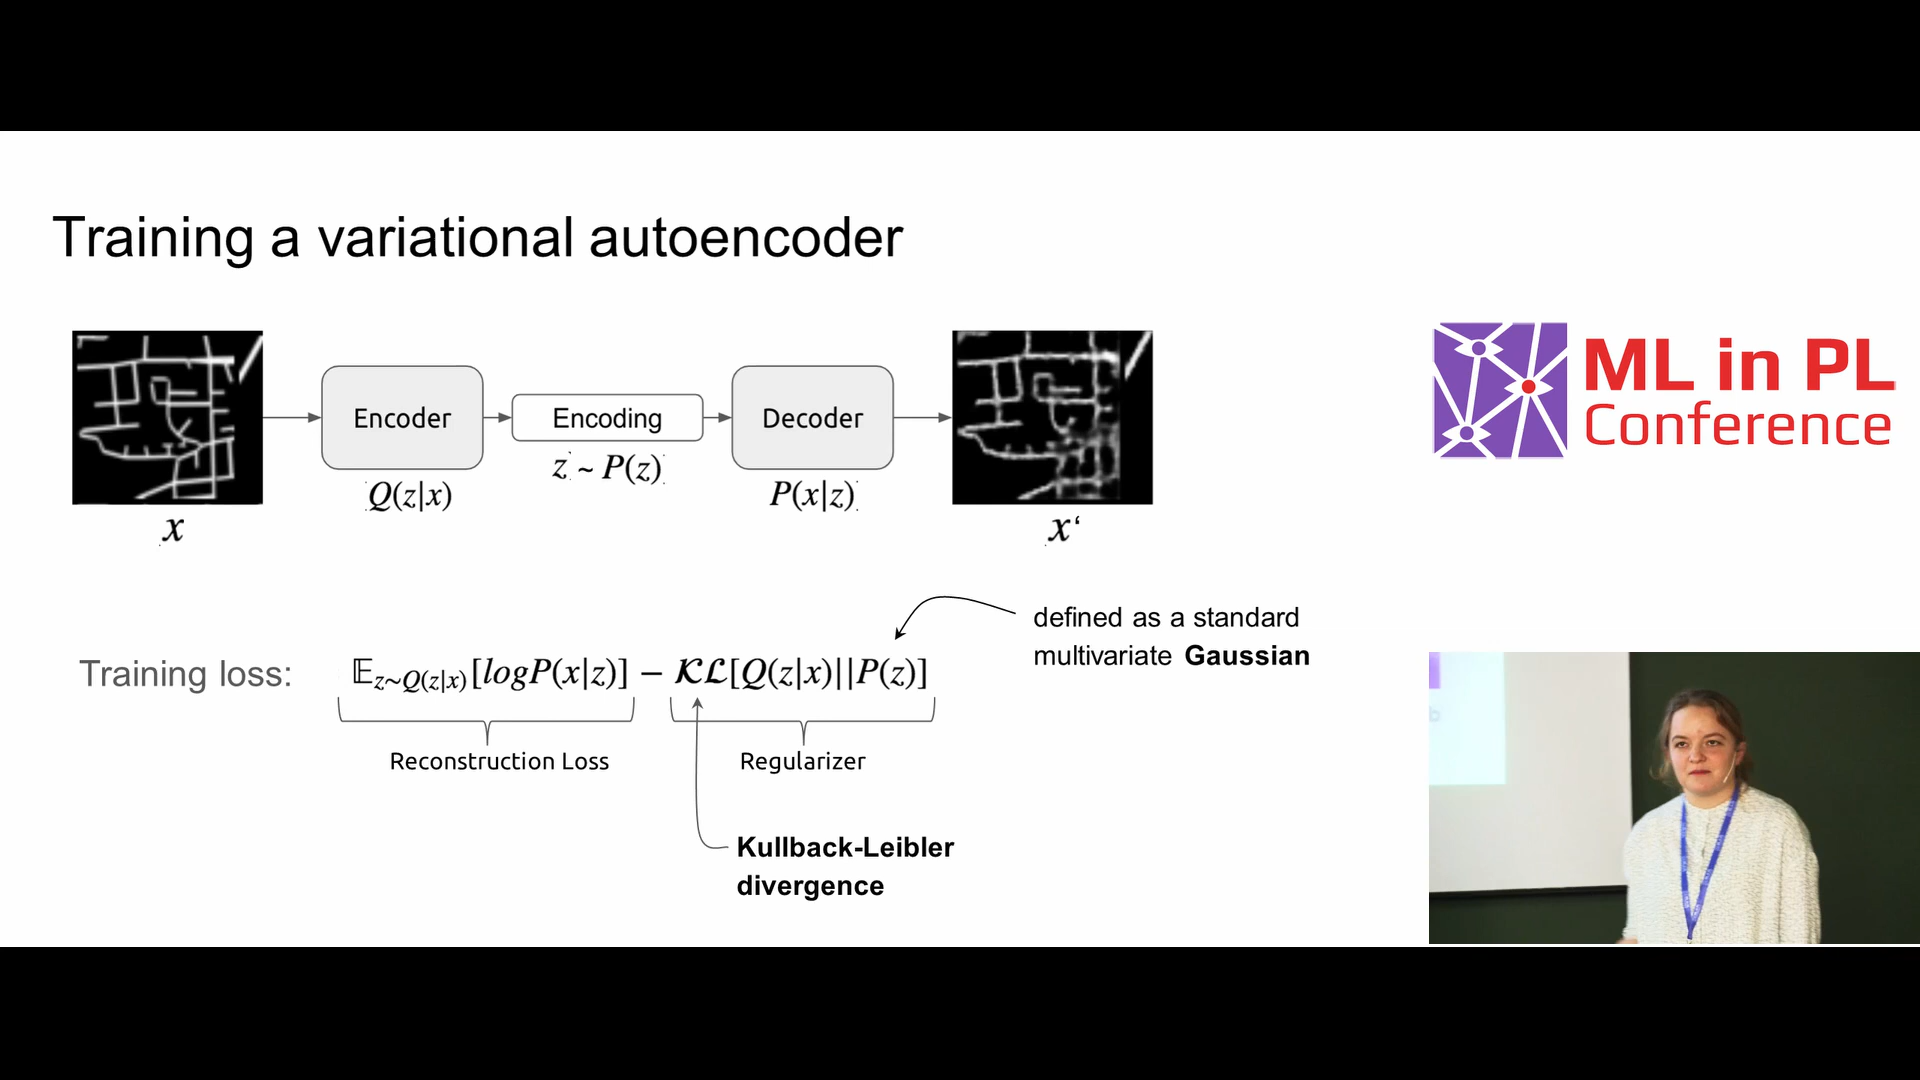 Training a variational autoencoder
Encoder
Encoding
Decoder
z ~ P(z)
Q(z|x)
P(x|z)
x
x‘
ML in PL
Conference
defined as a standard
multivariate Gaussian
Training loss: 𝔼z~Q(z|x)[logP(x|z)] − 𝒦ℒ[Q(z|x)||P(z)]
Reconstruction Loss
Regularizer
Kullback-Leibler
divergence
b